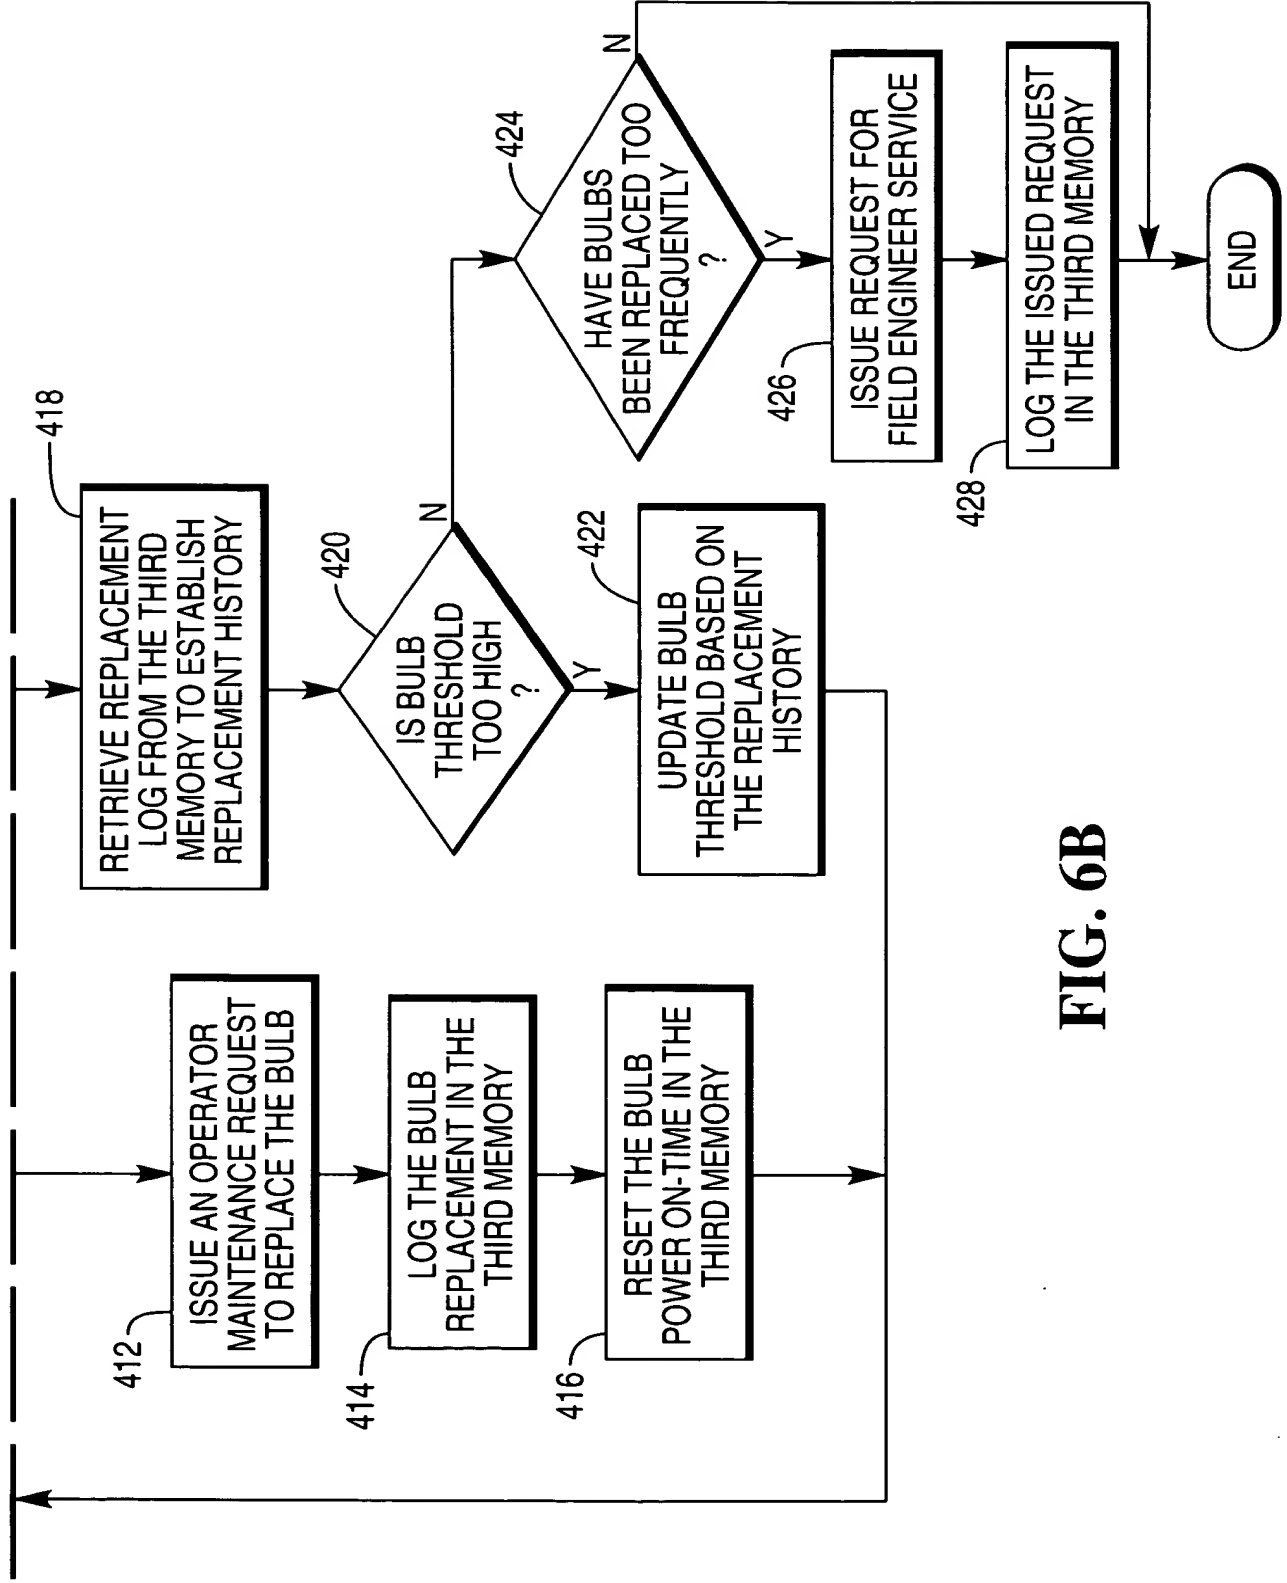 412
ISSUE AN OPERATOR
MAINTENANCE REQUEST
TO REPLACE THE BULB
414
LOG THE BULB
REPLACEMENT IN THE
THIRD MEMORY
416
RESET THE BULB
POWER ON-TIME IN THE
THIRD MEMORY
418
RETRIEVE REPLACEMENT
LOG FROM THE THIRD
MEMORY TO ESTABLISH
REPLACEMENT HISTORY
420
IS BULB
THRESHOLD
TOO HIGH
?
N
Y
422
UPDATE BULB
THRESHOLD BASED ON
THE REPLACEMENT
HISTORY
424
HAVE BULBS
BEEN REPLACED TOO
FREQUENTLY
?
N
Y
426
ISSUE REQUEST FOR
FIELD ENGINEER SERVICE
428
LOG THE ISSUED REQUEST
IN THE THIRD MEMORY
END
FIG. 6B